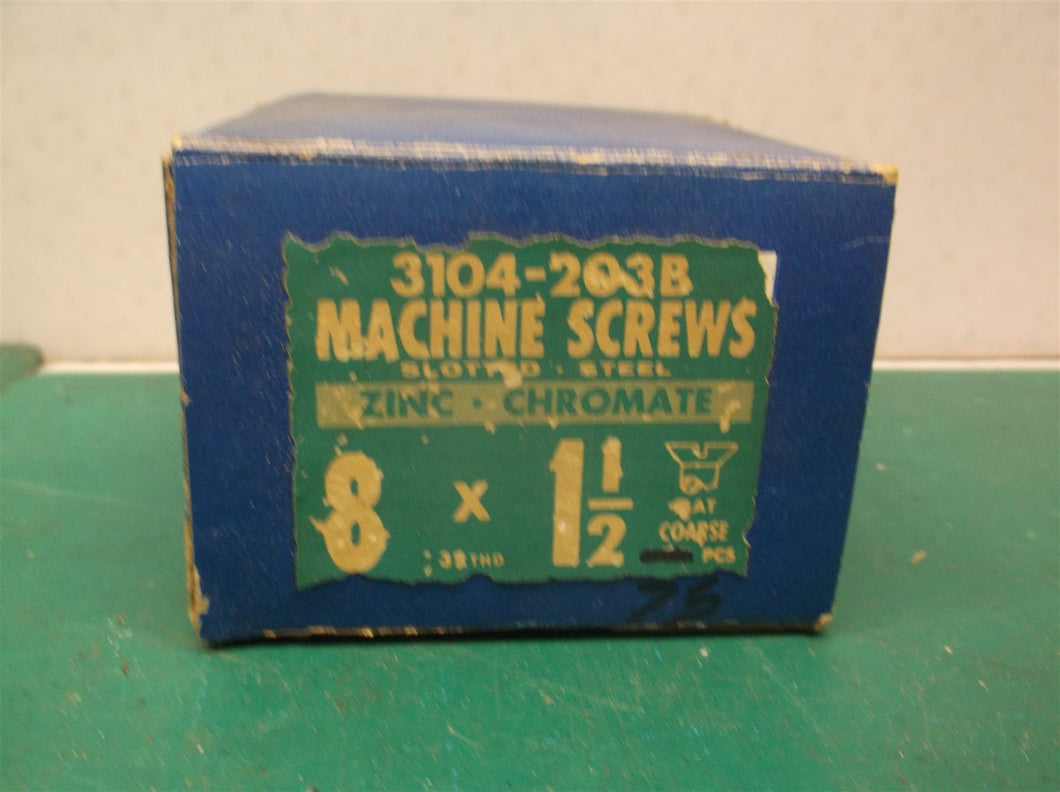 3104-203B
MACHINE SCREWS
SLOTTED · STEEL
ZINC · CHROMATE
8 X 1 1/2
32 THD
COARSE
PCS
75